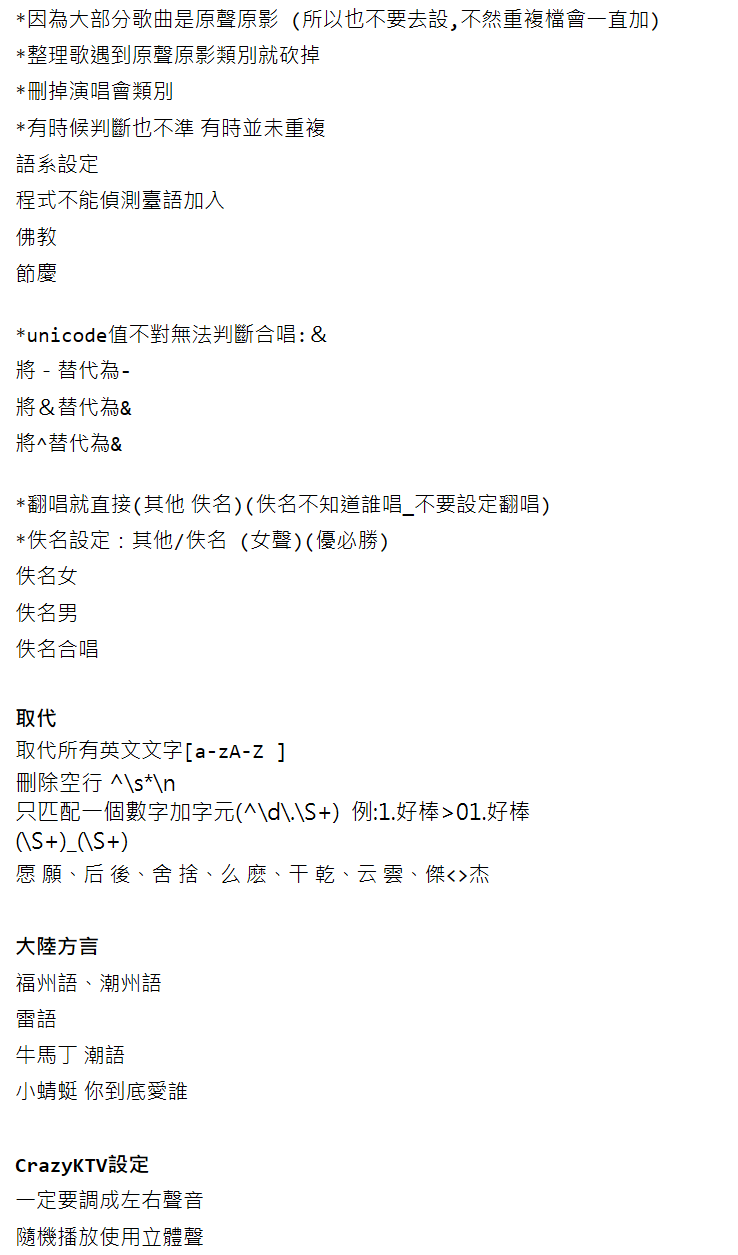 *因為大部分歌曲是原聲原影 (所以也不要去設,不然重複檔會一直加)
*整理歌遇到原聲原影類別就砍掉
*刪掉演唱會類別
*有時候判斷也不準 有時並未重複
語系設定
程式不能偵測臺語加入
佛教
節慶
*unicode值不對無法判斷合唱:＆
將﹣替代為-
將＆替代為&
將^替代為&
*翻唱就直接(其他 佚名)(佚名不知道誰唱_不要設定翻唱)
*佚名設定：其他/佚名 (女聲)(優必勝)
佚名女
佚名男
佚名合唱
取代
取代所有英文文字[a-zA-Z ]
刪除空行 ^\s*\n
只匹配一個數字加字元(^\d\.\S+) 例:1.好棒>01.好棒
(\S+)_(\S+)
愿 願、后 後、舍 捨、么 麽、干 乾、云 雲、傑<>杰
大陸方言
福州語、潮州語
雷語
牛馬丁 潮語
小蜻蜓 你到底愛誰
CrazyKTV設定
一定要調成左右聲音
隨機播放使用立體聲